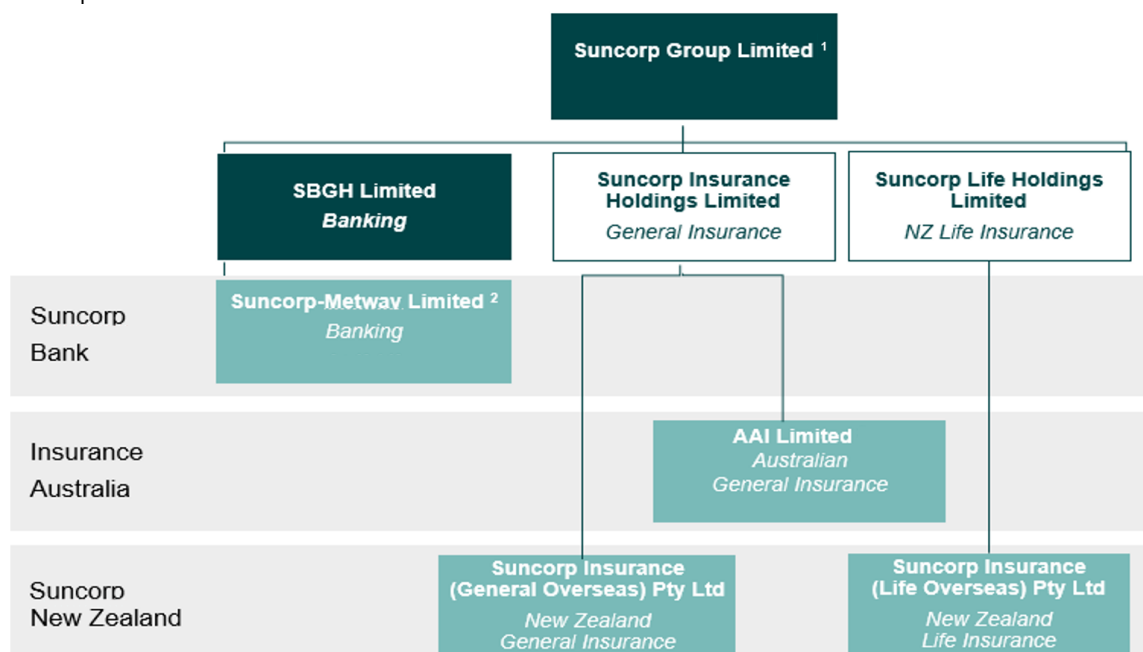 Suncorp Group Limited 1
SBGH Limited
Banking
Suncorp Insurance
Holdings Limited
General Insurance
Suncorp Life Holdings
Limited
NZ Life Insurance
Suncorp
Bank
Suncorp-Metway Limited 2
Banking
Insurance
Australia
AAI Limited
Australian
General Insurance
Suncorp
New Zealand
Suncorp Insurance
(General Overseas) Pty Ltd
New Zealand
General Insurance
Suncorp Insurance
(Life Overseas) Pty Ltd
New Zealand
Life Insurance